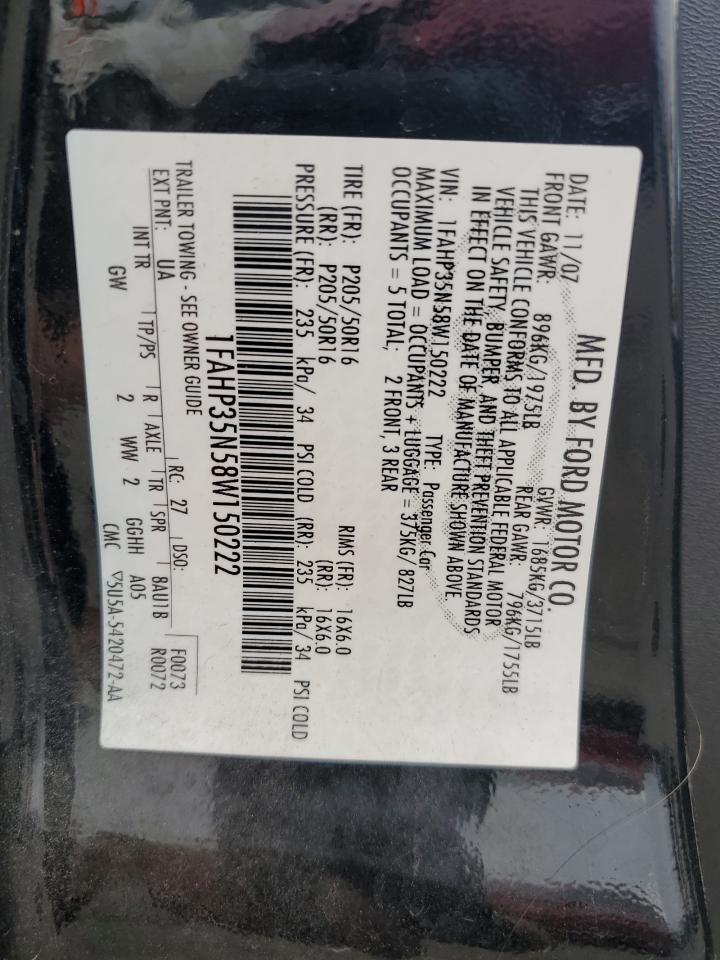 MFD. BY FORD MOTOR CO.
DATE: 11/07 GVWR: 1685KG/3715LB
FRONT GAWR: 896KG/1975LB REAR GAWR: 796KG/1755LB
THIS VEHICLE CONFORMS TO ALL APPLICABLE FEDERAL MOTOR
VEHICLE SAFETY, BUMPER, AND THEFT PREVENTION STANDARDS
IN EFFECT ON THE DATE OF MANUFACTURE SHOWN ABOVE.
VIN: 1FAHP35N58W150222 TYPE: Passenger Car
MAXIMUM LOAD = OCCUPANTS + LUGGAGE = 375KG/ 827LB
OCCUPANTS = 5 TOTAL, 2 FRONT, 3 REAR
TIRE (FR): P205/50R16 RIMS (FR): 16X6.0
(RR): P205/50R16 (RR): 16X6.0
PRESSURE (FR): 235 kPa/ 34 PSI COLD (RR): 235 kPa/ 34 PSI COLD
1FAHP35N58W150222
TRAILER TOWING - SEE OWNER GUIDE
F0073
R0072
EXT PNT: UA RC: 27 DSO:
INT TR TP/PS R AXLE TR SPR 8AU1B
GW 2 WW 2 GGHH A05
CMC ▽5U5A-5420472-AA